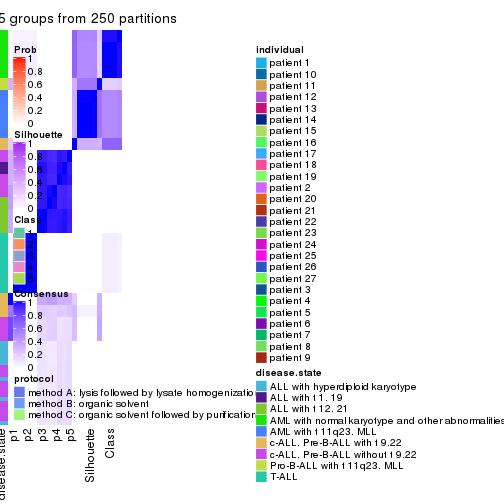 5 groups from 250 partitions
Prob
1
0.8
0.6
0.4
0.2
0
Silhouette
1
0.8
0.6
0.4
0.2
0
Class
1
2
3
4
5
Consensus
1
0.8
0.6
0.4
0.2
0
protocol
method A: lysis followed by lysate homogenizatio
method B: organic solvent
method C: organic solvent followed by purification
disease.state
p1
p2
p3
p4
p5
Silhouette
Class
individual
patient 1
patient 10
patient 11
patient 12
patient 13
patient 14
patient 15
patient 16
patient 17
patient 18
patient 19
patient 2
patient 20
patient 21
patient 22
patient 23
patient 24
patient 25
patient 26
patient 27
patient 3
patient 4
patient 5
patient 6
patient 7
patient 8
patient 9
disease.state
ALL with hyperdiploid karyotype
ALL with t 1. 19
ALL with t 12. 21
AML with normal karyotype and other abnormalities
AML with t 11q23. MLL
c-ALL. Pre-B-ALL with t 9.22
c-ALL. Pre-B-ALL without t 9.22
Pro-B-ALL with t 11q23. MLL
T-ALL